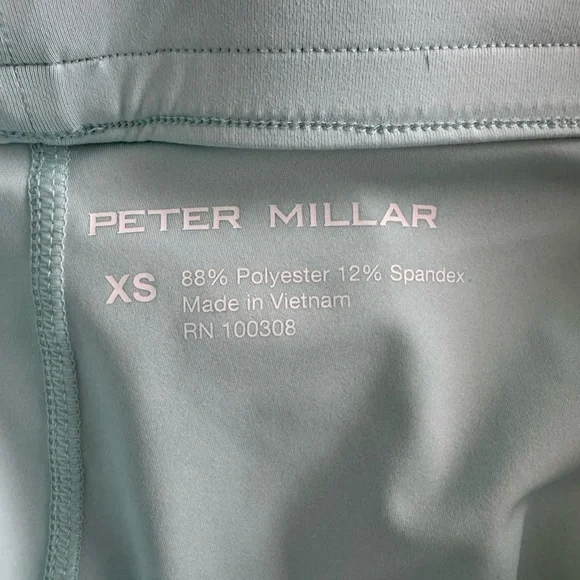 PETER MILLAR
XS
88% Polyester 12% Spandex
Made in Vietnam
RN 100308